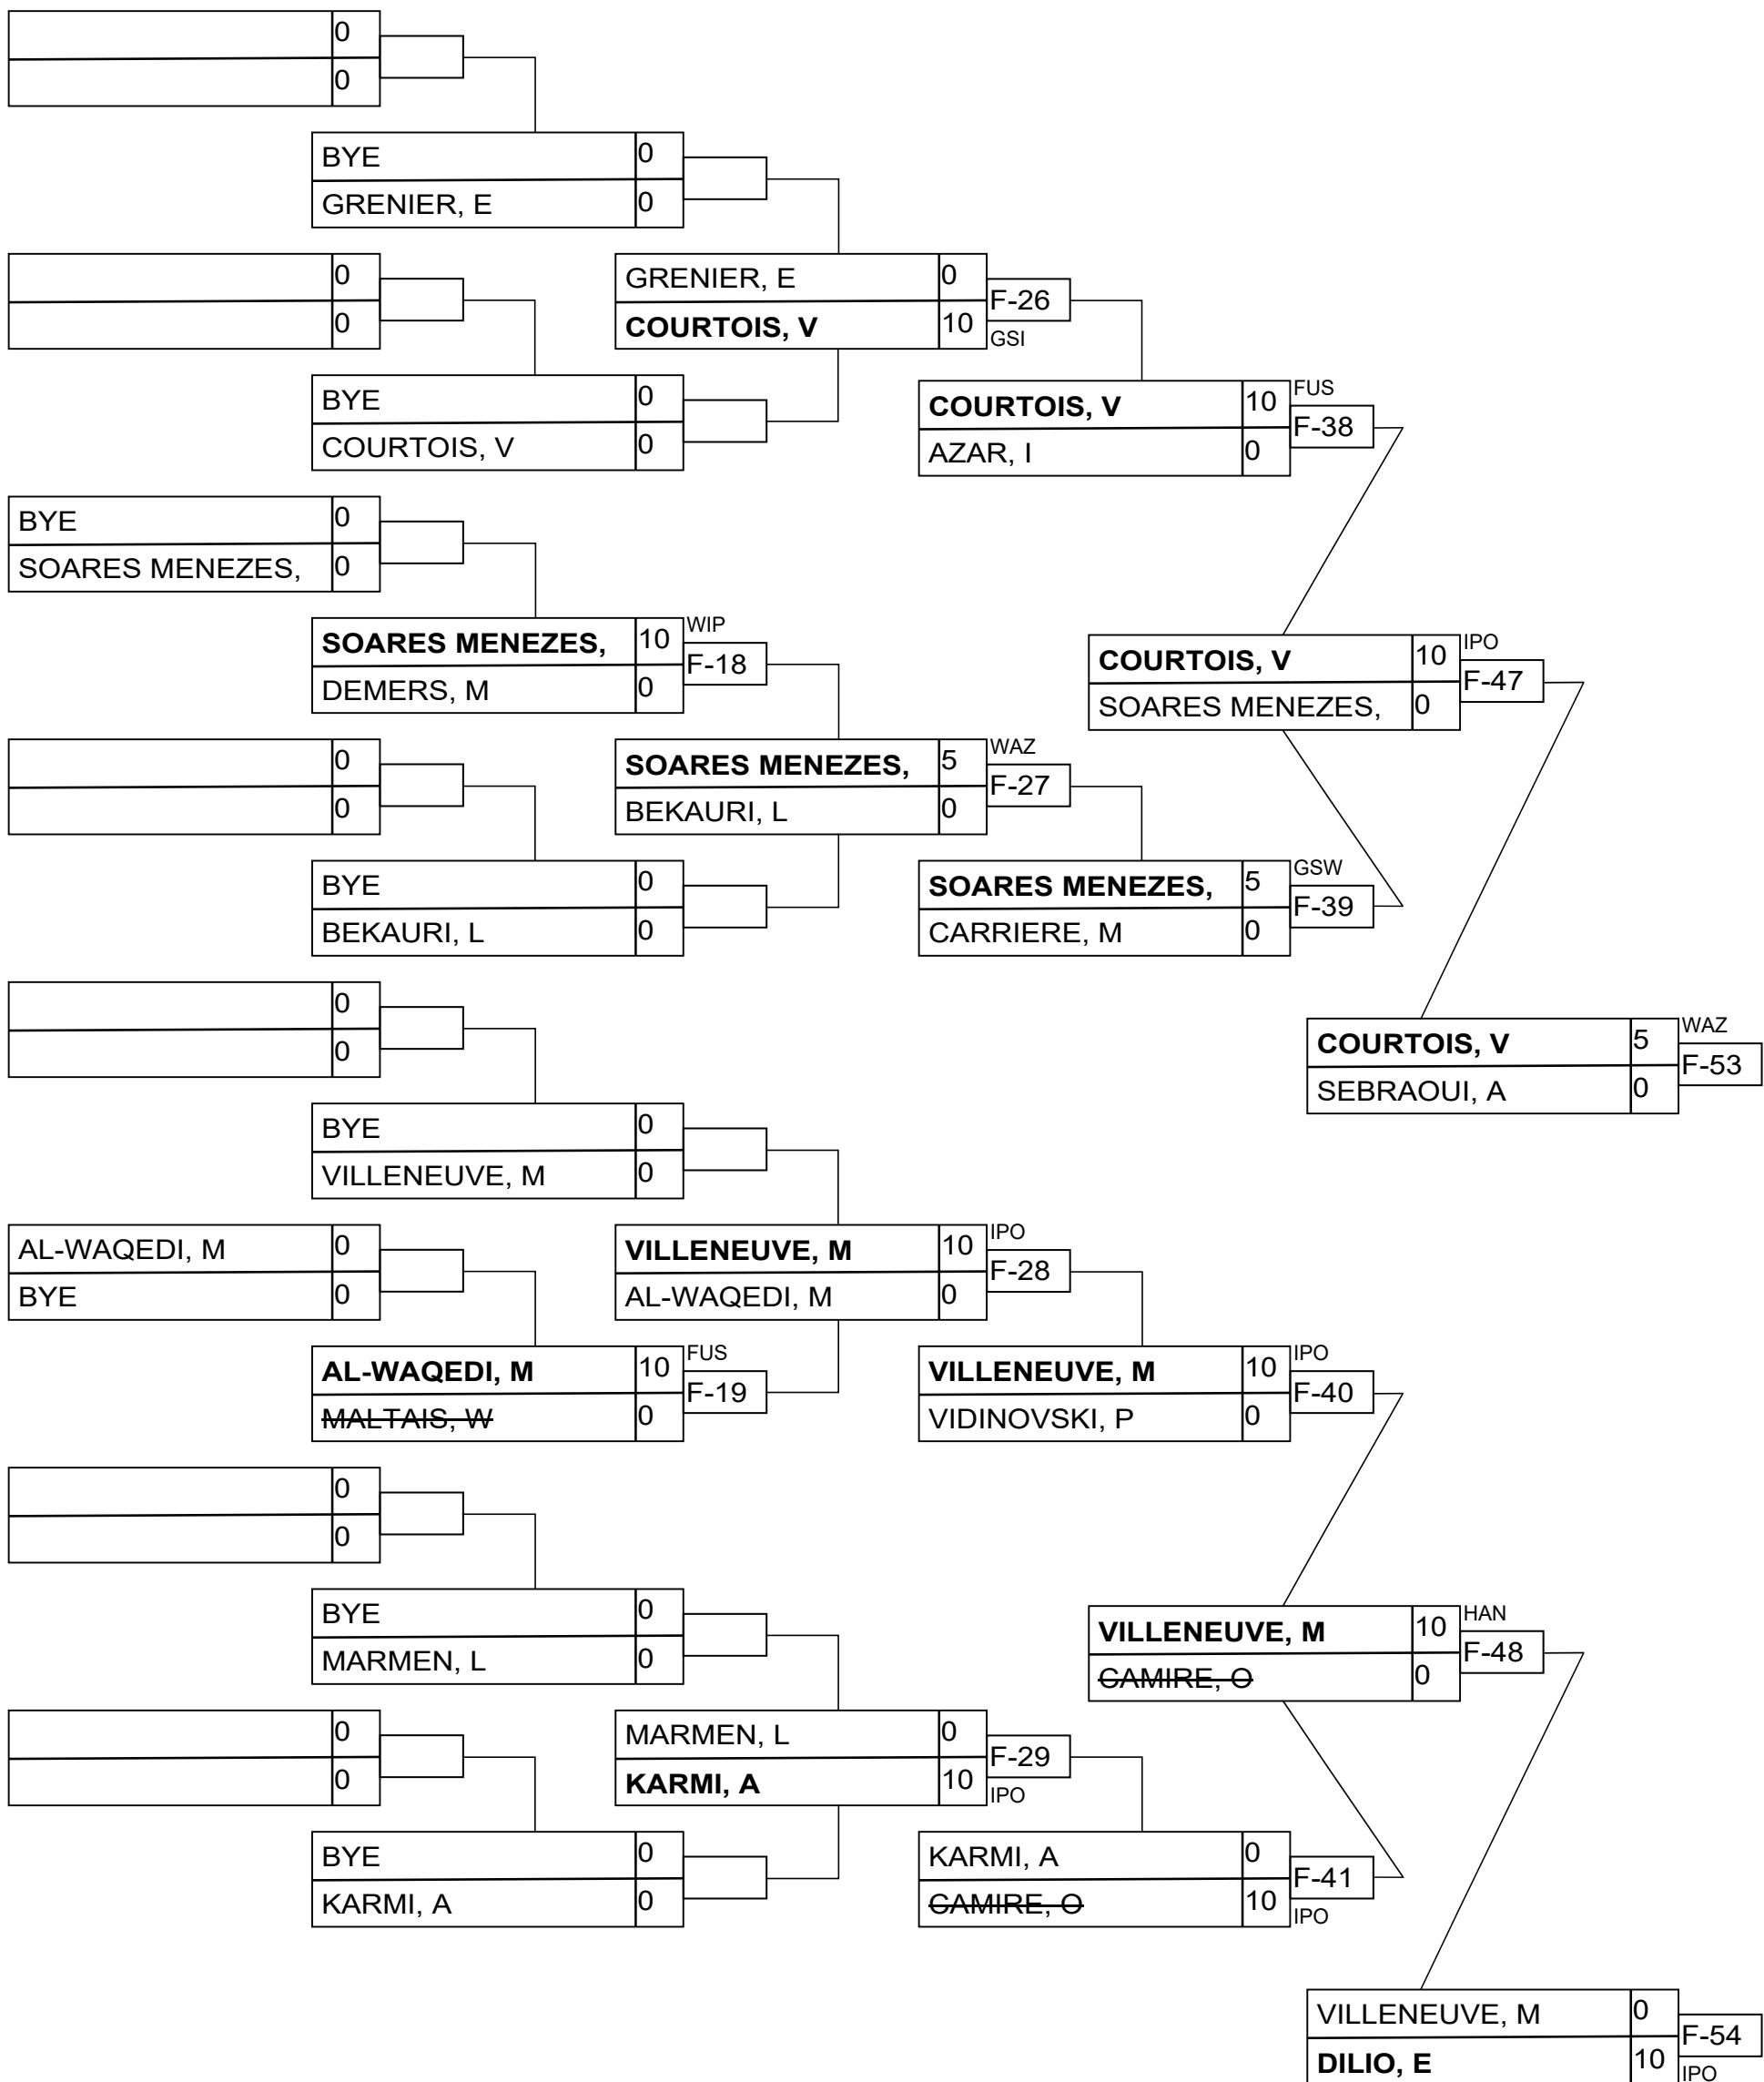 0
0
BYE 0
GRENIER, E 0
0
0
GRENIER, E 0
F-26
COURTOIS, V 10
GSI
BYE 0
COURTOIS, V 0
COURTOIS, V 10 FUS
F-38
AZAR, I 0
BYE 0
SOARES MENEZES, 0
SOARES MENEZES, 10 WIP
F-18
DEMERS, M 0
COURTOIS, V 10 IPO
F-47
SOARES MENEZES, 0
0
0
SOARES MENEZES, 5 WAZ
F-27
BEKAURI, L 0
BYE 0
BEKAURI, L 0
SOARES MENEZES, 5 GSW
F-39
CARRIERE, M 0
0
0
COURTOIS, V 5 WAZ
F-53
SEBRAOUI, A 0
BYE 0
VILLENEUVE, M 0
AL-WAQEDI, M 0
BYE 0
VILLENEUVE, M 10 IPO
F-28
AL-WAQEDI, M 0
AL-WAQEDI, M 10 FUS
F-19
MALTAIS, W 0
VILLENEUVE, M 10 IPO
F-40
VIDINOVSKI, P 0
0
0
BYE 0
MARMEN, L 0
VILLENEUVE, M 10 HAN
F-48
CAMIRE, O 0
0
0
MARMEN, L 0
F-29
KARMI, A 10
IPO
BYE 0
KARMI, A 0
KARMI, A 0
F-41
CAMIRE, O 10
IPO
VILLENEUVE, M 0
F-54
DILIO, E 10
IPO